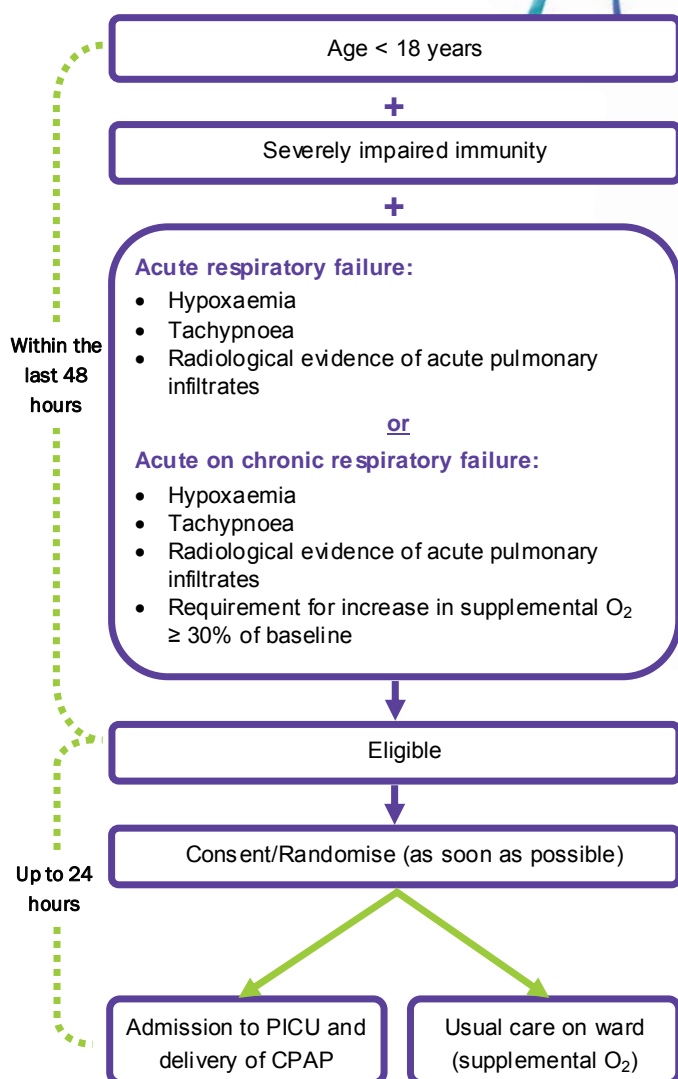 Age < 18 years
+
Severely impaired immunity
+
Acute respiratory failure:
• Hypoxaemia
• Tachypnoea
• Radiological evidence of acute pulmonary
infiltrates
or
Acute on chronic respiratory failure:
• Hypoxaemia
• Tachypnoea
• Radiological evidence of acute pulmonary
infiltrates
• Requirement for increase in supplemental O₂
≥ 30% of baseline
Within the
last 48
hours
Eligible
Consent/Randomise (as soon as possible)
Up to 24
hours
Admission to PICU and
delivery of CPAP
Usual care on ward
(supplemental O₂)